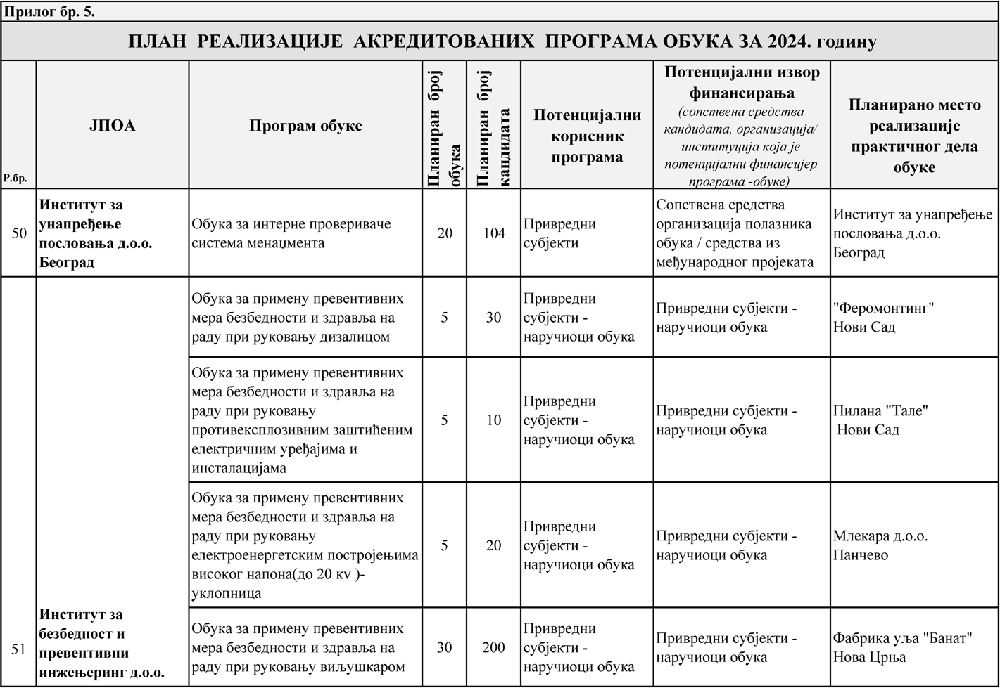 Прилог бр. 5.
ПЛАН РЕАЛИЗАЦИЈЕ АКРЕДИТОВАНИХ ПРОГРАМА ОБУКА ЗА 2024. годину
Р.бр.
ЈПОА
Програм обуке
Планиран број
обука
Планиран број
кандидата
Потенцијални
корисник
програма
Потенцијални извор
финансирања
(сопствена средства
кандидата, организација/
институција која је
потенцијални финансијер
програма -обуке)
Планирано место
реализације
практичног дела
обуке
50
Институт за
унапређење
пословања д.о.о.
Београд
Обука за интерне провериваче
система менаџмента
20
104
Привредни
субјекти
Сопствена средства
организација полазника
обука / средства из
међународног пројеката
Институт за унапређење
пословања д.о.о.
Београд
51
Институт за
безбедност и
превентивни
инжењеринг д.о.о.
Обука за примену превентивних
мера безбедности и здравља на
раду при руковању дизалицом
5
30
Привредни
субјекти -
наручиоци обука
Привредни субјекти -
наручиоци обука
"Феромонтинг"
Нови Сад
Обука за примену превентивних
мера безбедности и здравља на
раду при руковању
противексплозивним заштићеним
електричним уређајима и
инсталацијама
5
10
Привредни
субјекти -
наручиоци обука
Привредни субјекти -
наручиоци обука
Пилана "Тале"
Нови Сад
Обука за примену превентивних
мера безбедности и здравља на
раду при руковању
електроенергетским постројењима
високог напона(до 20 кv )-
уклопница
5
20
Привредни
субјекти -
наручиоци обука
Привредни субјекти -
наручиоци обука
Млекара д.о.о.
Панчево
Обука за примену превентивних
мера безбедности и здравља на
раду при руковању виљушкаром
30
200
Привредни
субјекти -
наручиоци обука
Привредни субјекти -
наручиоци обука
Фабрика уља "Банат"
Нова Црња